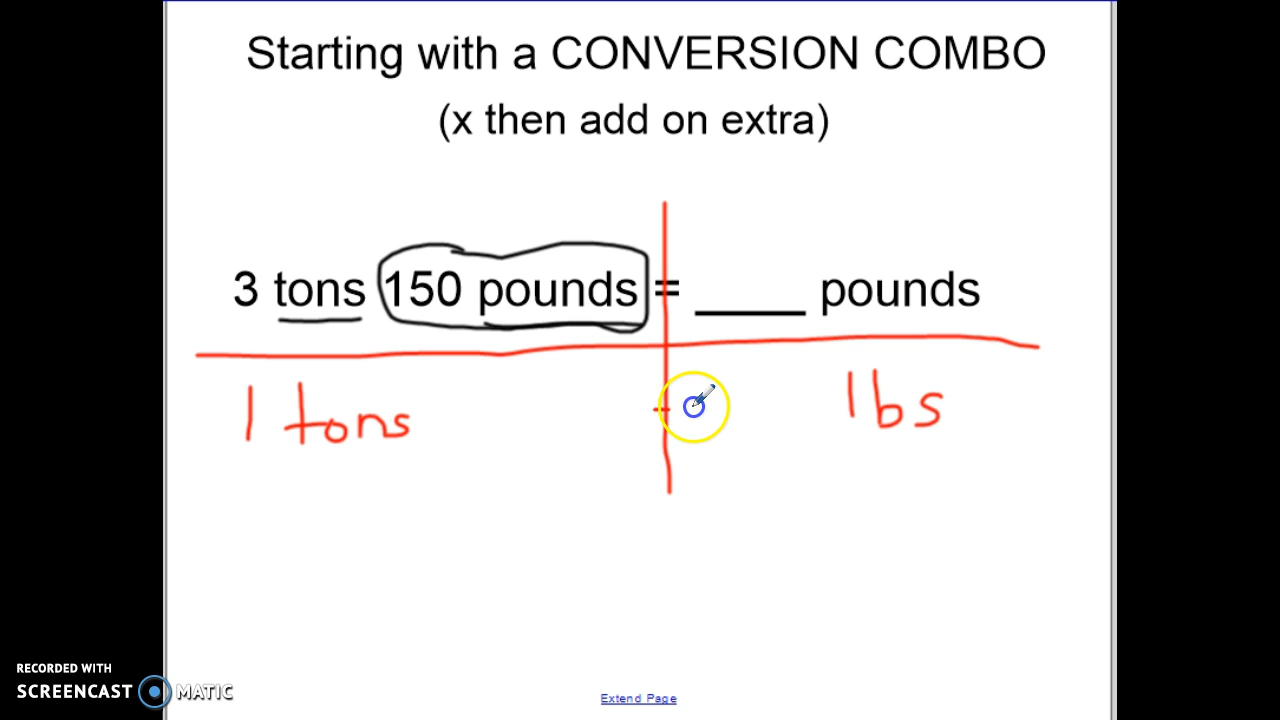 Starting with a CONVERSION COMBO
(x then add on extra)
3 tons 150 pounds = ____ pounds
1 tons lbs
RECORDED WITH
SCREENCAST MATIC
Extend Page